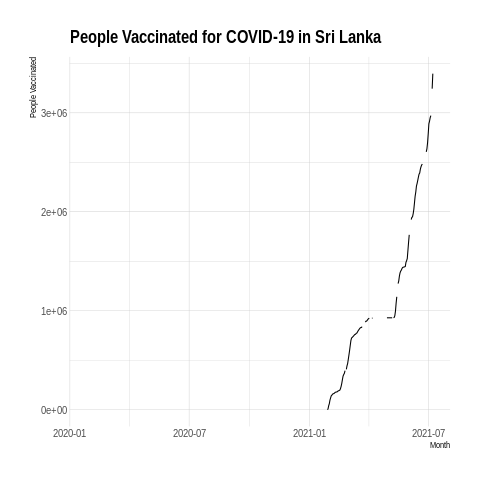 People Vaccinated for COVID-19 in Sri Lanka
People Vaccinated
3e+06
2e+06
1e+06
0e+00
2020-01 2020-07 2021-01 2021-07
Month